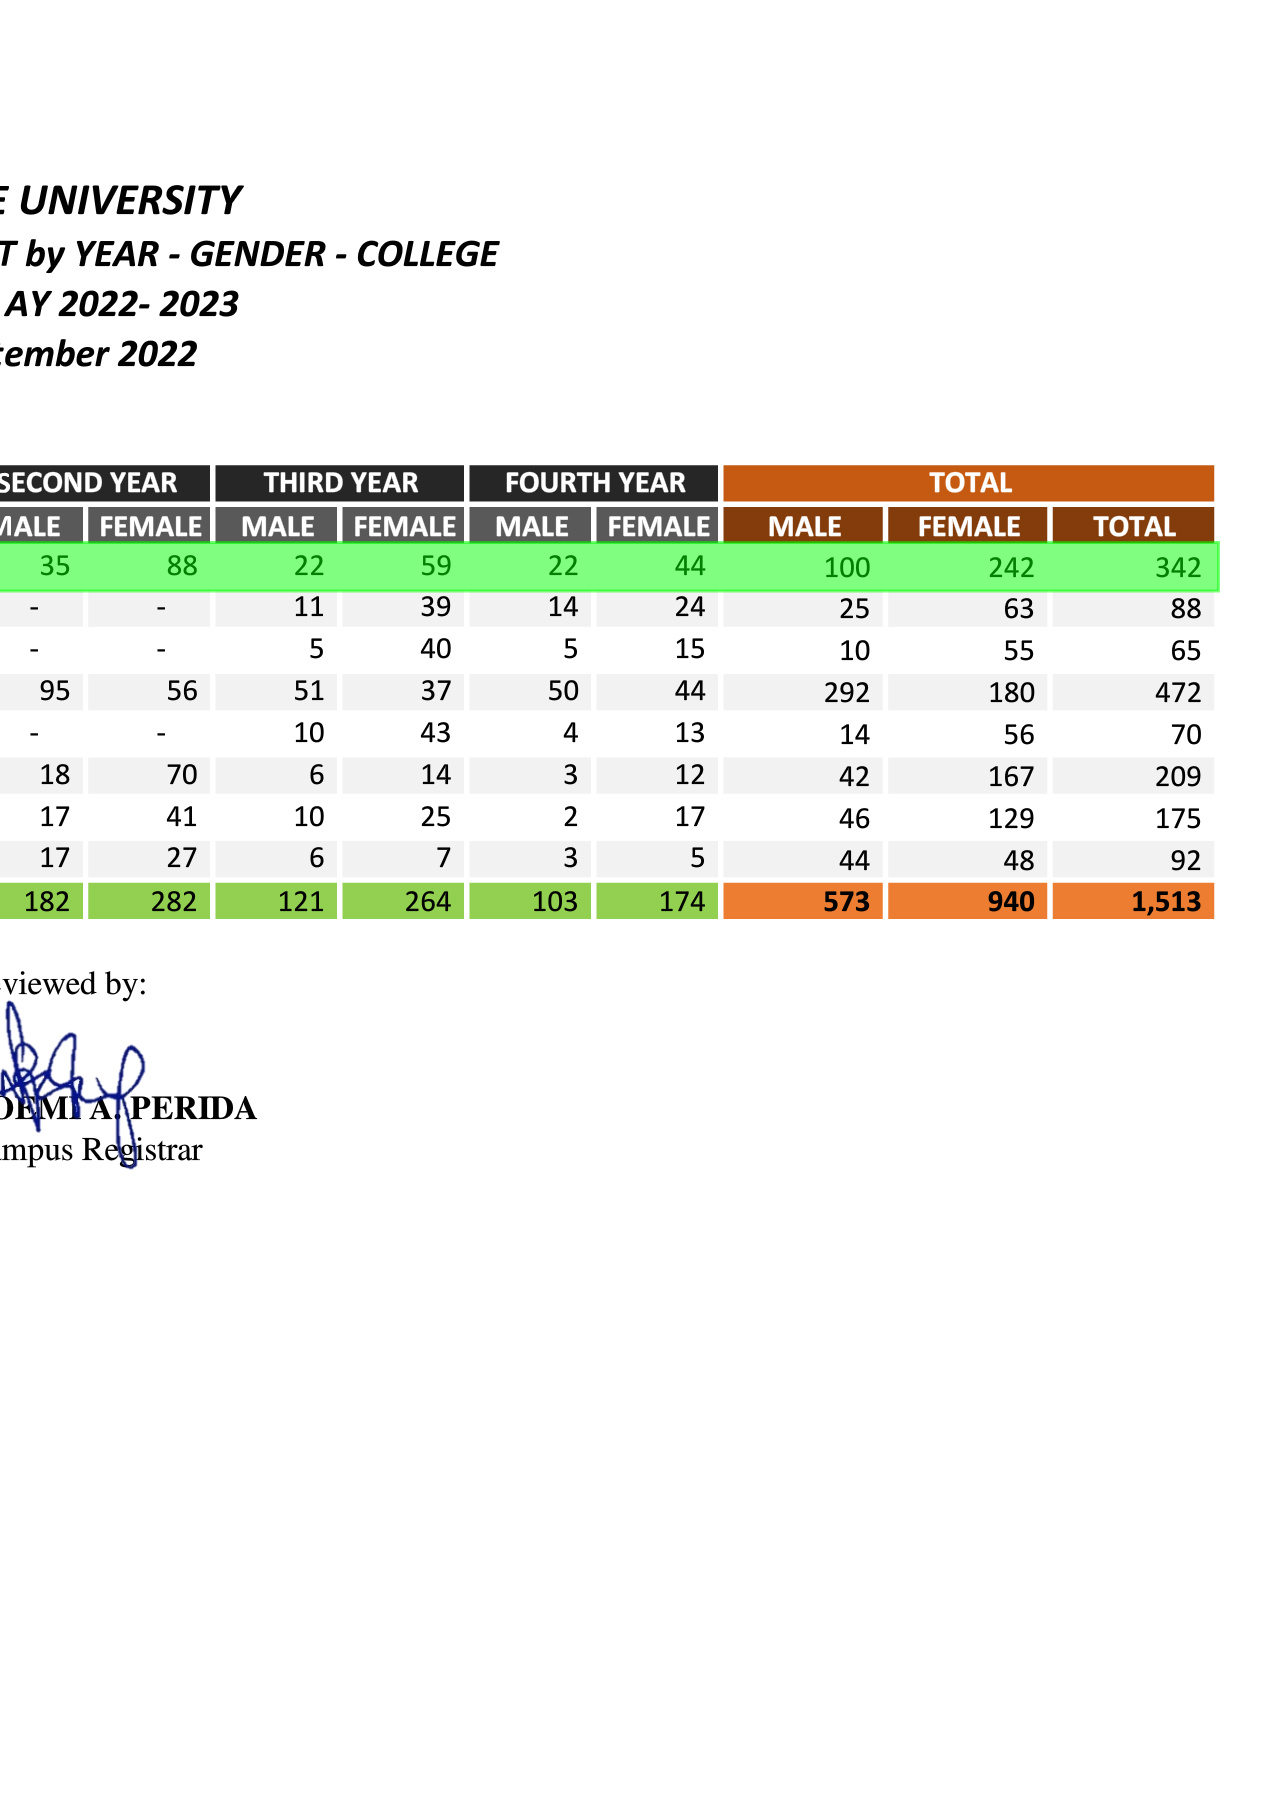 E UNIVERSITY
T by YEAR - GENDER - COLLEGE
AY 2022- 2023
tember 2022
SECOND YEAR THIRD YEAR FOURTH YEAR TOTAL
MALE FEMALE MALE FEMALE MALE FEMALE MALE FEMALE TOTAL
35 88 22 59 22 44 100 242 342
- - 11 39 14 24 25 63 88
- - 5 40 5 15 10 55 65
95 56 51 37 50 44 292 180 472
- - 10 43 4 13 14 56 70
18 70 6 14 3 12 42 167 209
17 41 10 25 2 17 46 129 175
17 27 6 7 3 5 44 48 92
182 282 121 264 103 174 573 940 1,513
viewed by:
OEMI A. PERIDA
mpus Registrar